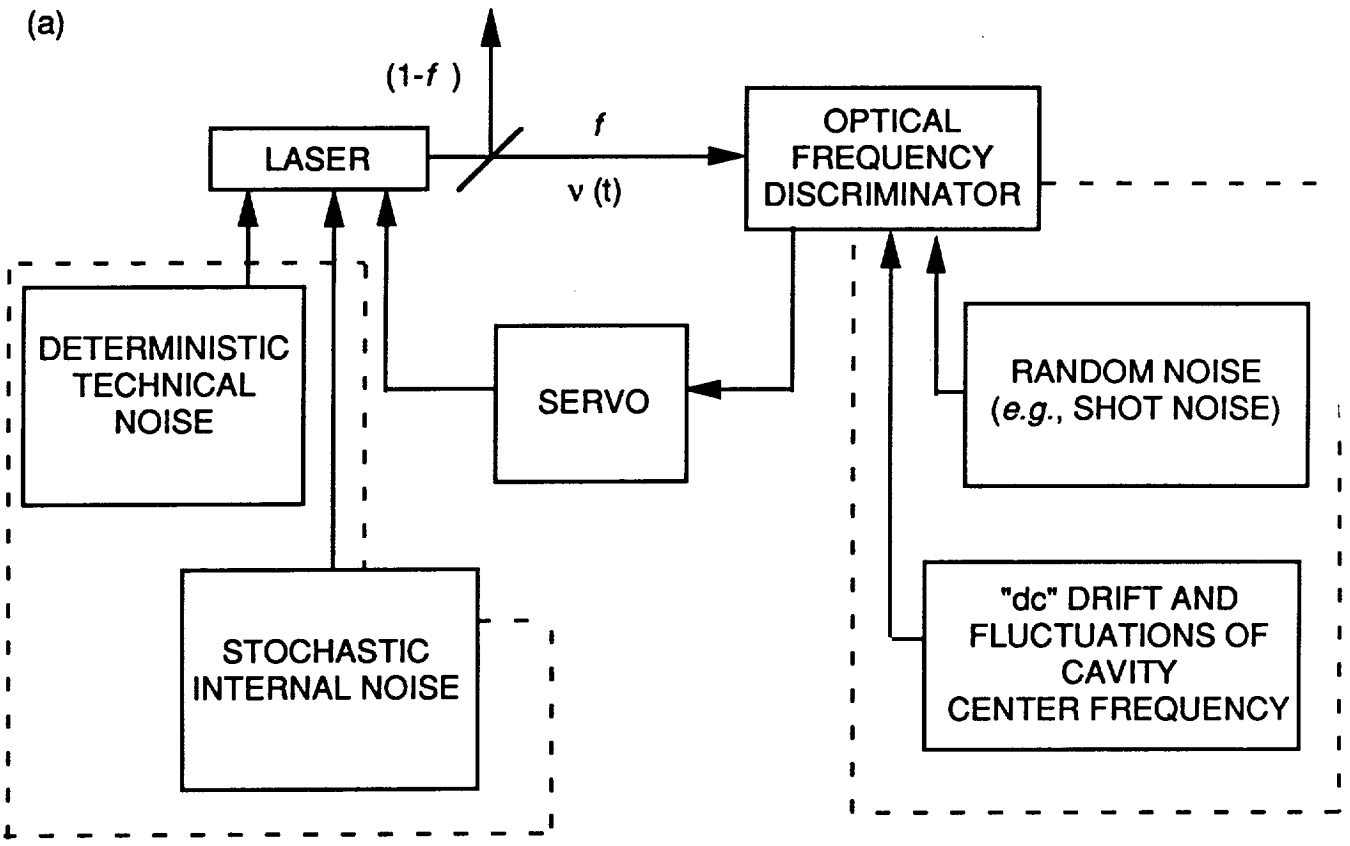 (a)
(1-f )
LASER
f
ν (t)
OPTICAL
FREQUENCY
DISCRIMINATOR
DETERMINISTIC
TECHNICAL
NOISE
SERVO
RANDOM NOISE
(e.g., SHOT NOISE)
STOCHASTIC
INTERNAL NOISE
"dc" DRIFT AND
FLUCTUATIONS OF
CAVITY
CENTER FREQUENCY